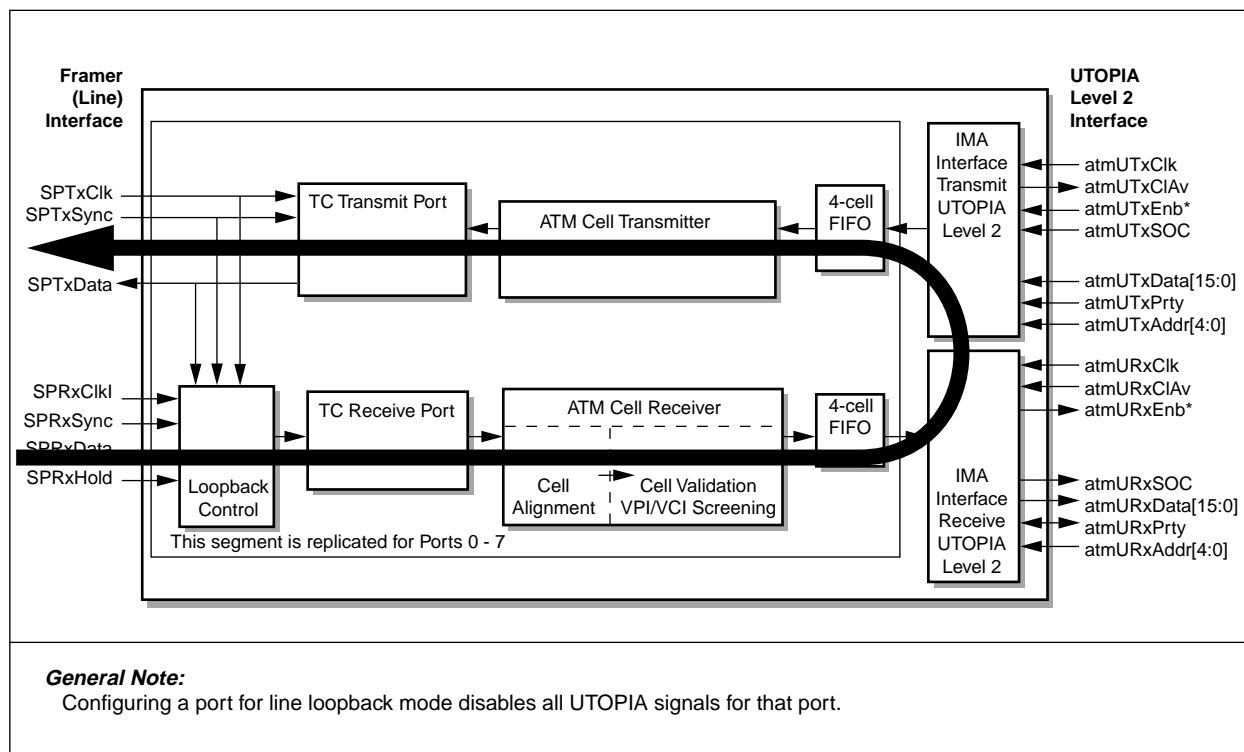 Framer
(Line)
Interface
UTOPIA
Level 2
Interface
SPTxClk
SPTxSync
SPTxData
TC Transmit Port
ATM Cell Transmitter
4-cell
FIFO
IMA
Interface
Transmit
UTOPIA
Level 2
atmUTxClk
atmUTxClAv
atmUTxEnb*
atmUTxSOC
atmUTxData[15:0]
atmUTxPrty
atmUTxAddr[4:0]
SPRxClkI
SPRxSync
SPRxData
SPRxHold
Loopback
Control
TC Receive Port
ATM Cell Receiver
Cell
Alignment
Cell Validation
VPI/VCI Screening
4-cell
FIFO
IMA
Interface
Receive
UTOPIA
Level 2
atmURxClk
atmURxClAv
atmURxEnb*
atmURxSOC
atmURxData[15:0]
atmURxPrty
atmURxAddr[4:0]
This segment is replicated for Ports 0 - 7
General Note:
Configuring a port for line loopback mode disables all UTOPIA signals for that port.